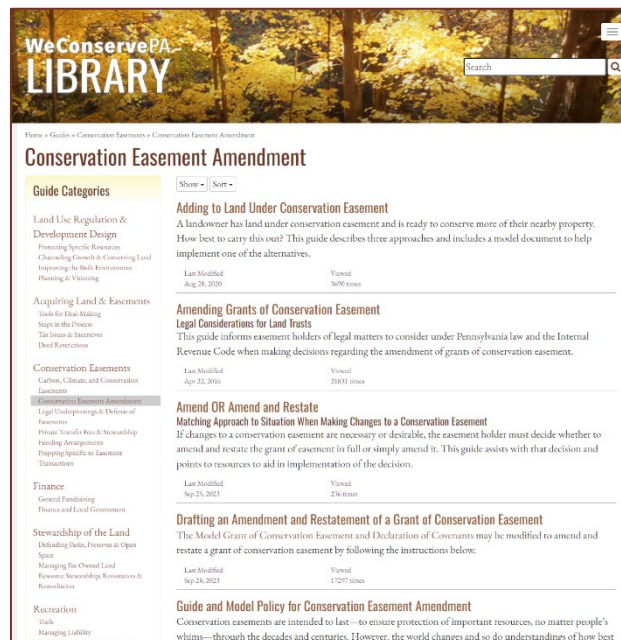 WeConservePA
LIBRARY
Search
Home » Guides » Conservation Easements » Conservation Easement Amendment
Conservation Easement Amendment
Guide Categories
Land Use Regulation &
Development Design
Protecting Specific Resources
Channeling Growth & Conserving Land
Improving the Built Environment
Planning & Visioning
Acquiring Land & Easements
Tools for Deal-Making
Steps in the Process
Tax Issues & Incentives
Deed Restrictions
Conservation Easements
Carbon, Climate, and Conservation
Easements
Conservation Easement Amendment
Legal Underpinnings & Defense of
Easements
Private Transfer Fees & Stewardship
Funding Arrangements
Prepping Specific to Easement
Transactions
Finance
General Fundraising
Finance and Local Government
Stewardship of the Land
Defending Parks, Preserves & Open
Space
Managing Fee-Owned Land
Resource Stewardship, Restoration &
Remediation
Recreation
Trails
Managing Liability
Show
Sort
Adding to Land Under Conservation Easement
A landowner has land under conservation easement and is ready to conserve more of their nearby property.
How best to carry this out? This guide describes three approaches and includes a model document to help
implement one of the alternatives.
Last Modified Viewed
Aug 28, 2020 3690 times
Amending Grants of Conservation Easement
Legal Considerations for Land Trusts
This guide informs easement holders of legal matters to consider under Pennsylvania law and the Internal
Revenue Code when making decisions regarding the amendment of grants of conservation easement.
Last Modified Viewed
Apr 22, 2016 21831 times
Amend OR Amend and Restate
Matching Approach to Situation When Making Changes to a Conservation Easement
If changes to a conservation easement are necessary or desirable, the easement holder must decide whether to
amend and restate the grant of easement in full or simply amend it. This guide assists with that decision and
points to resources to aid in implementation of the decision.
Last Modified Viewed
Sep 25, 2023 236 times
Drafting an Amendment and Restatement of a Grant of Conservation Easement
The Model Grant of Conservation Easement and Declaration of Covenants may be modified to amend and
restate a grant of conservation easement by following the instructions below.
Last Modified Viewed
Sep 28, 2023 17297 times
Guide and Model Policy for Conservation Easement Amendment
Conservation easements are intended to last—to ensure protection of important resources, no matter people's
whims—through the decades and centuries. However, the world changes and so do understandings of how best